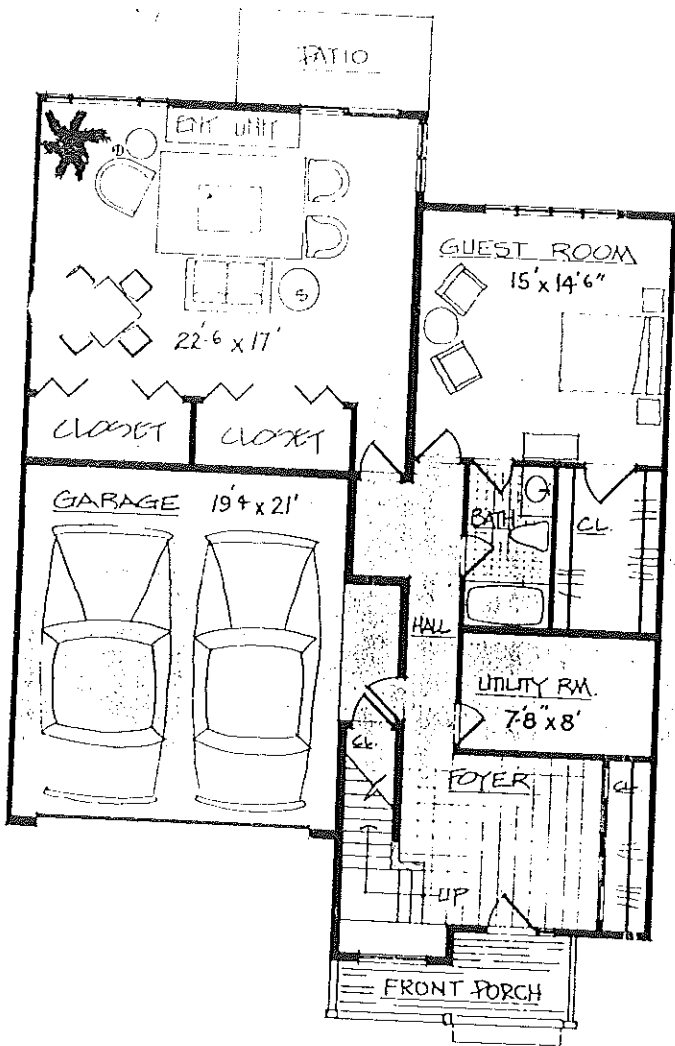 PATIO
ENT UNIT
GUEST ROOM
15' x 14'6"
22'-6 x 17'
CLOSET
CLOSET
GARAGE 19'4 x 21'
BATH
CL.
HALL
UTILITY RM.
7'-8" x 8'
CL.
FOYER
CL
UP
FRONT PORCH
S
D